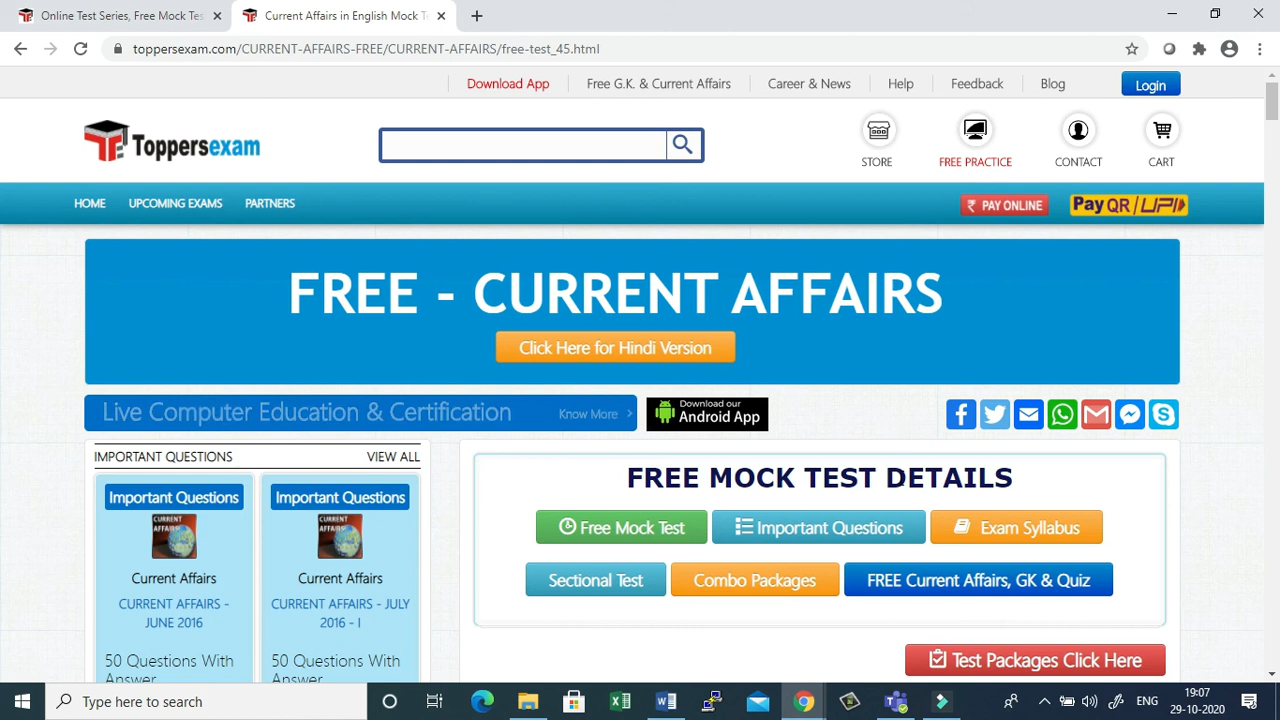 Online Test Series, Free Mock Tes
Current Affairs in English Mock T
toppersexam.com/CURRENT-AFFAIRS-FREE/CURRENT-AFFAIRS/free-test_45.html
Download App
Free G.K. & Current Affairs
Career & News
Help
Feedback
Blog
Login
Toppersexam
STORE
FREE PRACTICE
CONTACT
CART
HOME
UPCOMING EXAMS
PARTNERS
₹ PAY ONLINE
Pay QR/UPI
FREE - CURRENT AFFAIRS
Click Here for Hindi Version
Live Computer Education & Certification
Know More
Download our
Android App
IMPORTANT QUESTIONS
VIEW ALL
Important Questions
CURRENT
AFFAIRS
Current Affairs
CURRENT AFFAIRS -
JUNE 2016
50 Questions With
Answer
Important Questions
CURRENT
AFFAIRS
Current Affairs
CURRENT AFFAIRS - JULY
2016 - I
50 Questions With
Answer
FREE MOCK TEST DETAILS
Free Mock Test
Important Questions
Exam Syllabus
Sectional Test
Combo Packages
FREE Current Affairs, GK & Quiz
Test Packages Click Here
Type here to search
ENG
19:07
29-10-2020